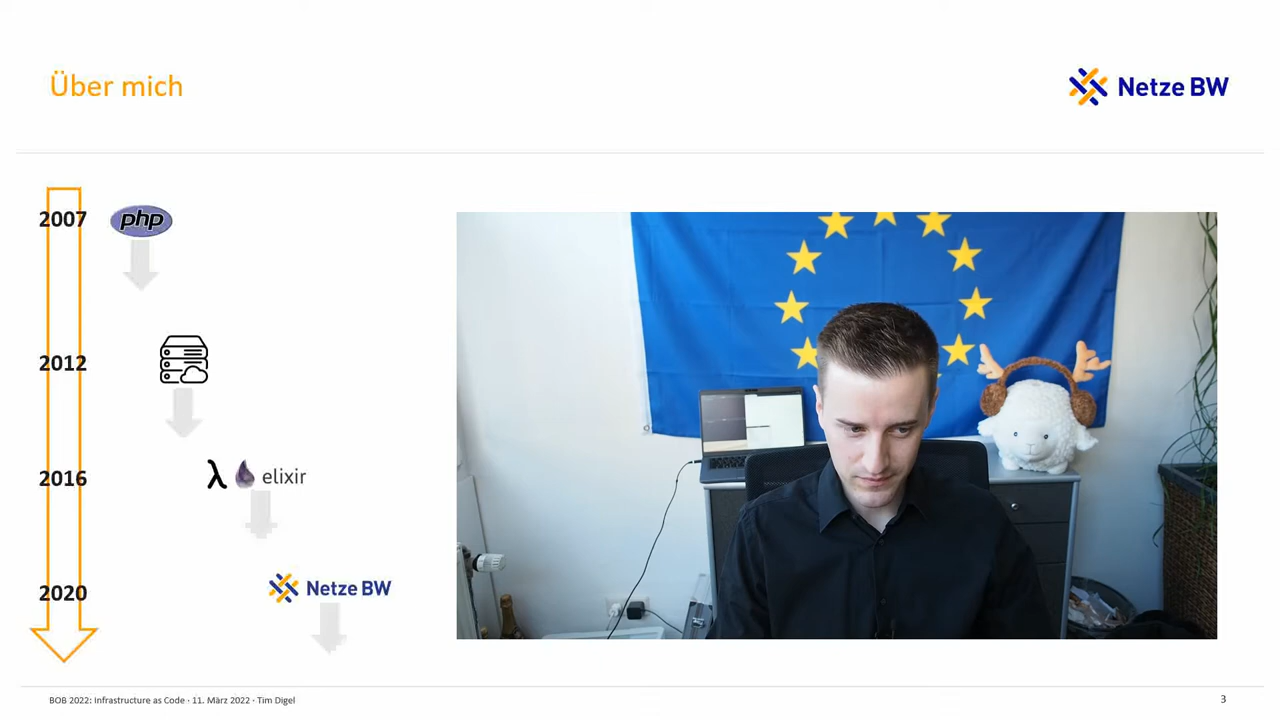 Über mich
Netze BW
2007
php
2012
2016
λ elixir
2020
Netze BW
BOB 2022: Infrastructure as Code · 11. März 2022 · Tim Digel
3